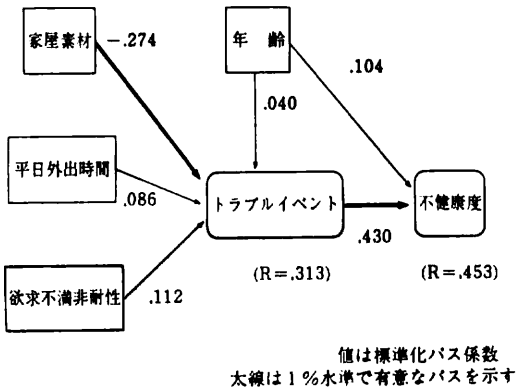 家屋素材
-.274
年 齢
.104
.040
平日外出時間
.086
トラブルイベント
不健康度
.430
欲求不満非耐性
.112
(R=.313)
(R=.453)
値は標準化パス係数
太線は1%水準で有意なパスを示す